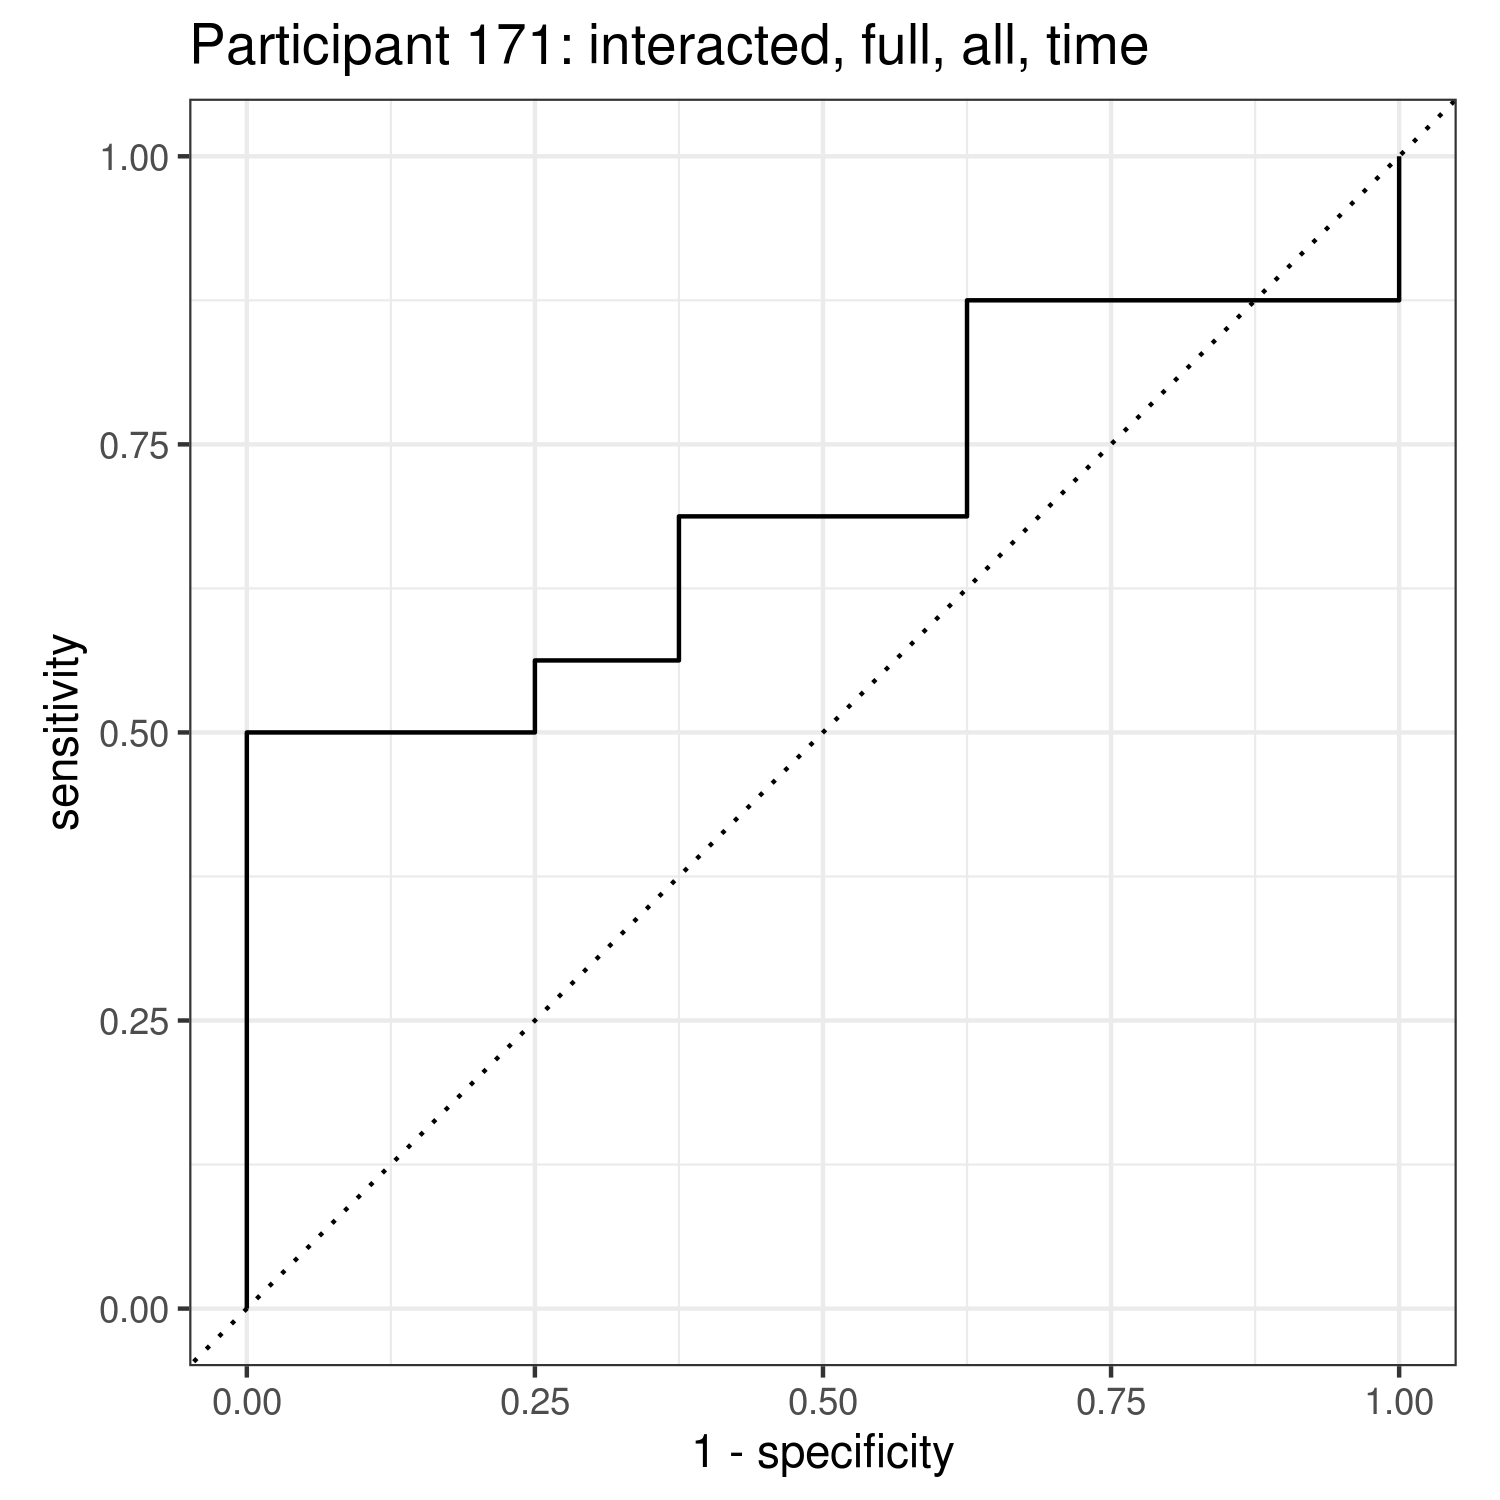 Participant 171: interacted, full, all, time
1.00
0.75
0.50
0.25
0.00
sensitivity
0.00 0.25 0.50 0.75 1.00
1 - specificity